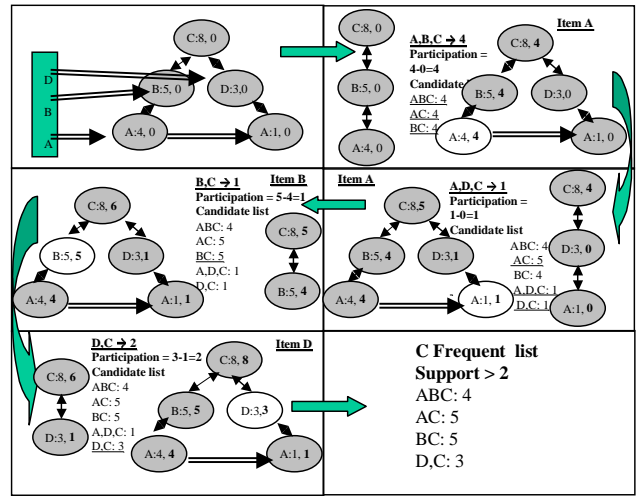 C:8, 0
D
B
A
B:5, 0
D:3,0
A:4, 0
A:1, 0
C:8, 0
B:5, 0
A:4, 0
A,B,C → 4
Participation =
4-0=4
ABC: 4
AC: 4
BC: 4
Item A
C:8, 4
B:5, 4
D:3,0
A:4, 4
A:1, 0
B,C → 1
Participation = 5-4=1
Candidate list
ABC: 4
AC: 5
BC: 5
A,D,C: 1
D,C: 1
Item B
C:8, 6
B:5, 5
D:3,1
A:4, 4
A:1, 1
C:8, 5
B:5, 4
Item A
A,D,C → 1
Participation =
1-0=1
Candidate list
ABC: 4
AC: 5
BC: 4
A,D,C: 1
D,C: 1
C:8,5
B:5, 4
D:3,1
A:4, 4
A:1, 1
C:8, 4
D:3, 0
A:1, 0
D,C → 2
Participation = 3-1=2
Candidate list
ABC: 4
AC: 5
BC: 5
A,D,C: 1
D,C: 3
Item D
C:8, 6
D:3, 1
C:8, 8
B:5, 5
D:3,3
A:4, 4
A:1, 1
C Frequent list
Support > 2
ABC: 4
AC: 5
BC: 5
D,C: 3